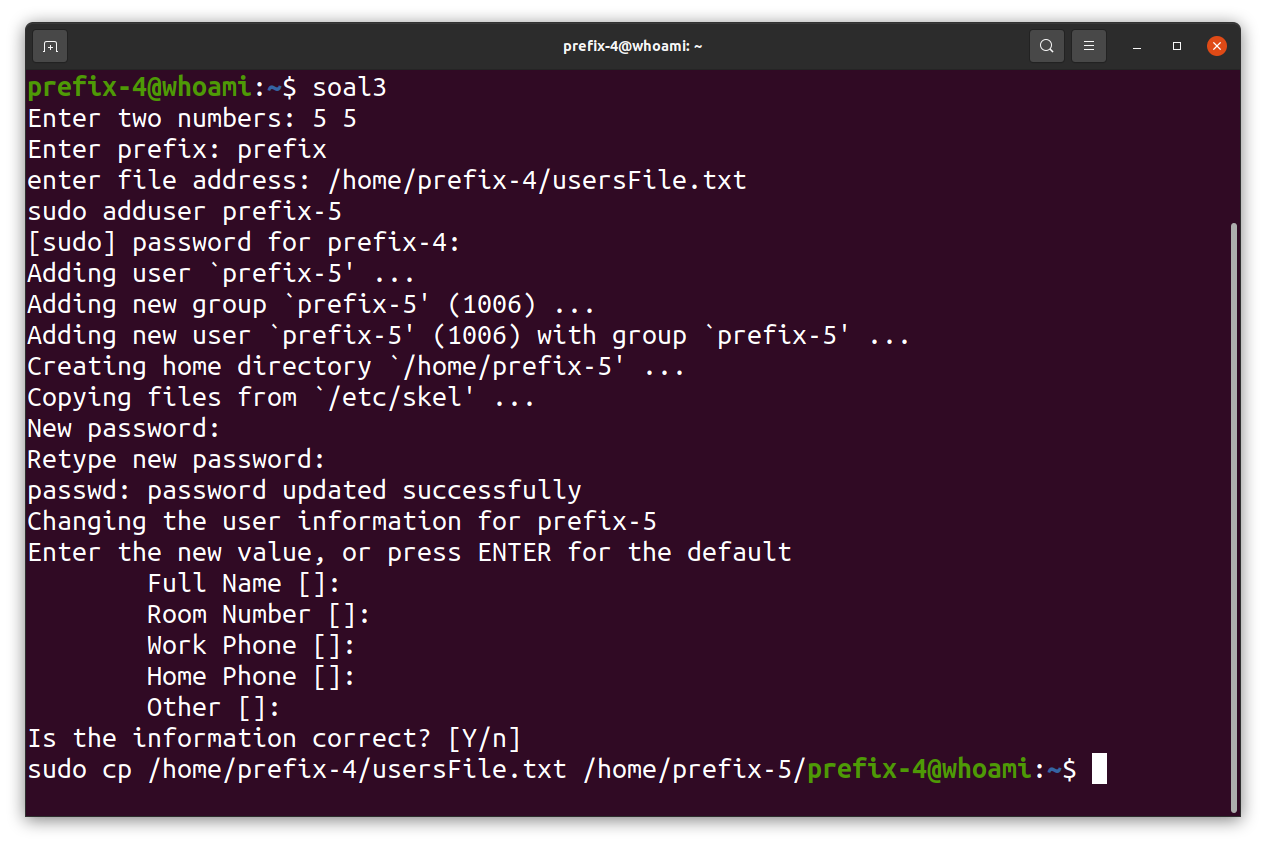 prefix-4@whoami: ~
prefix-4@whoami:~$ soal3
Enter two numbers: 5 5
Enter prefix: prefix
enter file address: /home/prefix-4/usersFile.txt
sudo adduser prefix-5
[sudo] password for prefix-4:
Adding user `prefix-5' ...
Adding new group `prefix-5' (1006) ...
Adding new user `prefix-5' (1006) with group `prefix-5' ...
Creating home directory `/home/prefix-5' ...
Copying files from `/etc/skel' ...
New password:
Retype new password:
passwd: password updated successfully
Changing the user information for prefix-5
Enter the new value, or press ENTER for the default
Full Name []:
Room Number []:
Work Phone []:
Home Phone []:
Other []:
Is the information correct? [Y/n]
sudo cp /home/prefix-4/usersFile.txt /home/prefix-5/prefix-4@whoami:~$